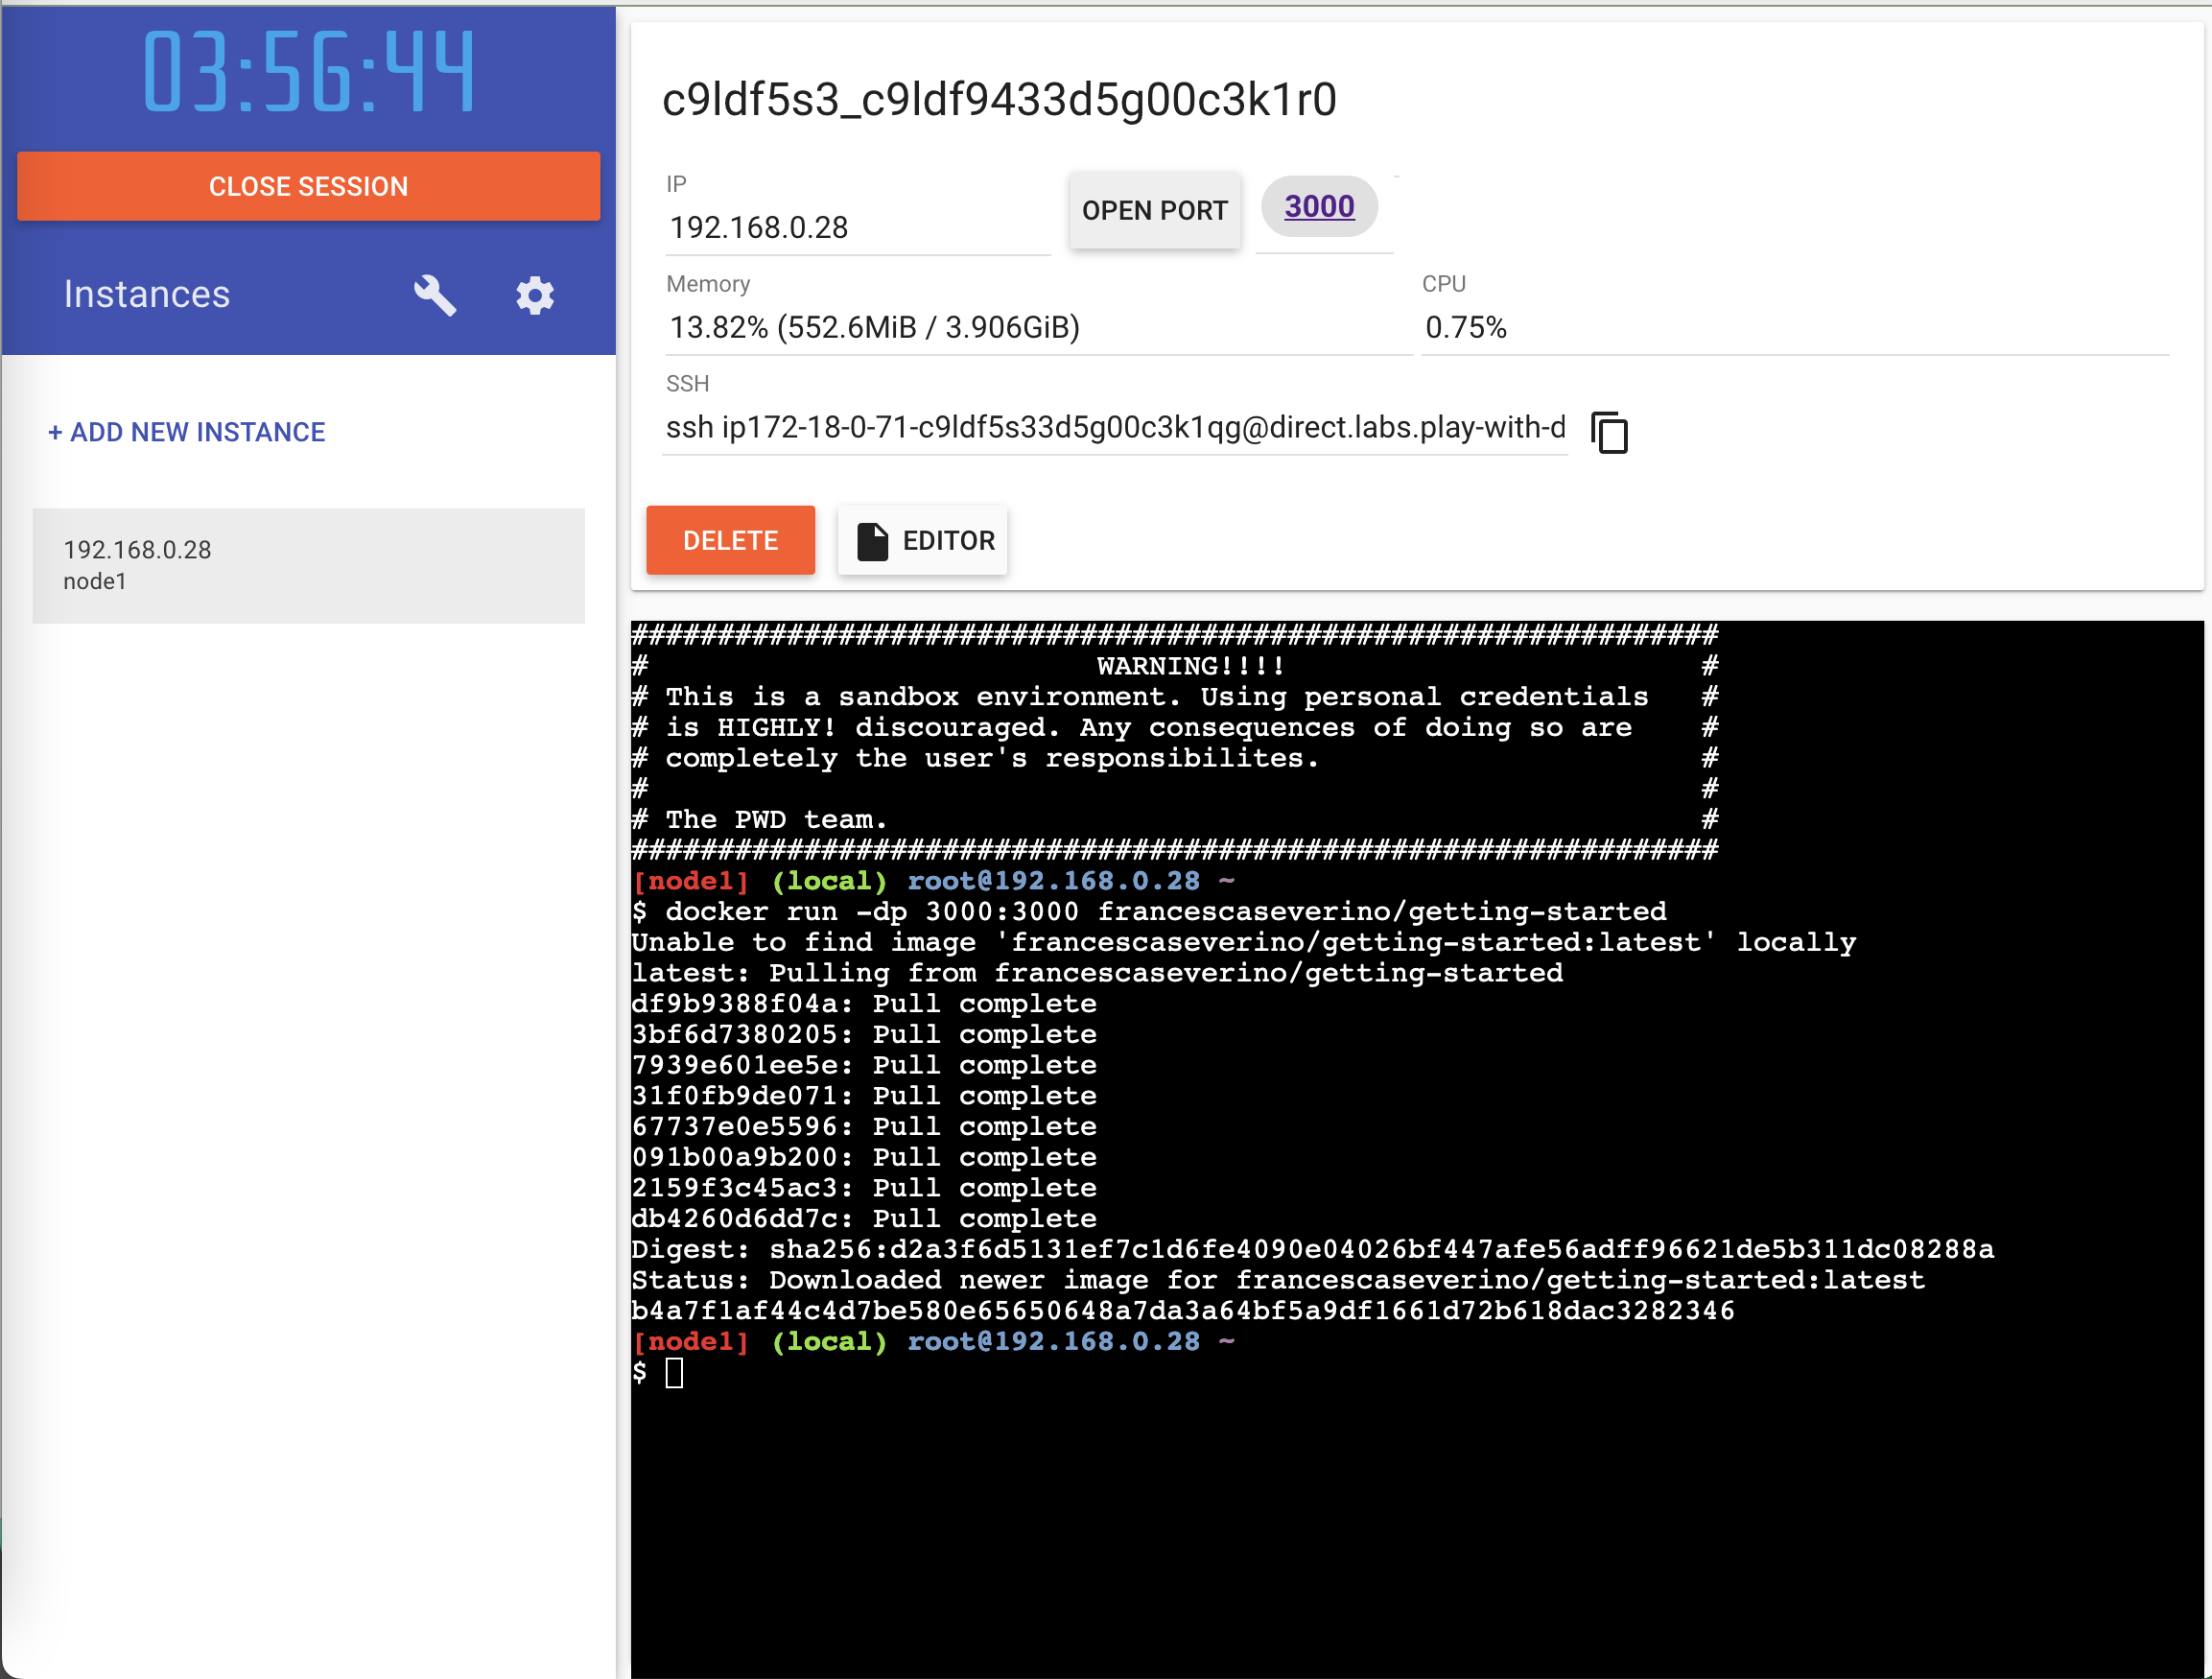 03:56:44
CLOSE SESSION
Instances
+ ADD NEW INSTANCE
192.168.0.28
node1
c9ldf5s3_c9ldf9433d5g00c3k1r0
IP
192.168.0.28
OPEN PORT
3000
Memory
13.82% (552.6MiB / 3.906GiB)
CPU
0.75%
SSH
ssh ip172-18-0-71-c9ldf5s33d5g00c3k1qg@direct.labs.play-with-d
DELETE
EDITOR
###############################################################
#                          WARNING!!!!                        #
# This is a sandbox environment. Using personal credentials   #
# is HIGHLY! discouraged. Any consequences of doing so are    #
# completely the user's responsibilites.                      #
#                                                             #
# The PWD team.                                               #
###############################################################
[node1] (local) root@192.168.0.28 ~
$ docker run -dp 3000:3000 francescaseverino/getting-started
Unable to find image 'francescaseverino/getting-started:latest' locally
latest: Pulling from francescaseverino/getting-started
df9b9388f04a: Pull complete
3bf6d7380205: Pull complete
7939e601ee5e: Pull complete
31f0fb9de071: Pull complete
67737e0e5596: Pull complete
091b00a9b200: Pull complete
2159f3c45ac3: Pull complete
db4260d6dd7c: Pull complete
Digest: sha256:d2a3f6d5131ef7c1d6fe4090e04026bf447afe56adff96621de5b311dc08288a
Status: Downloaded newer image for francescaseverino/getting-started:latest
b4a7f1af44c4d7be580e65650648a7da3a64bf5a9df1661d72b618dac3282346
[node1] (local) root@192.168.0.28 ~
$